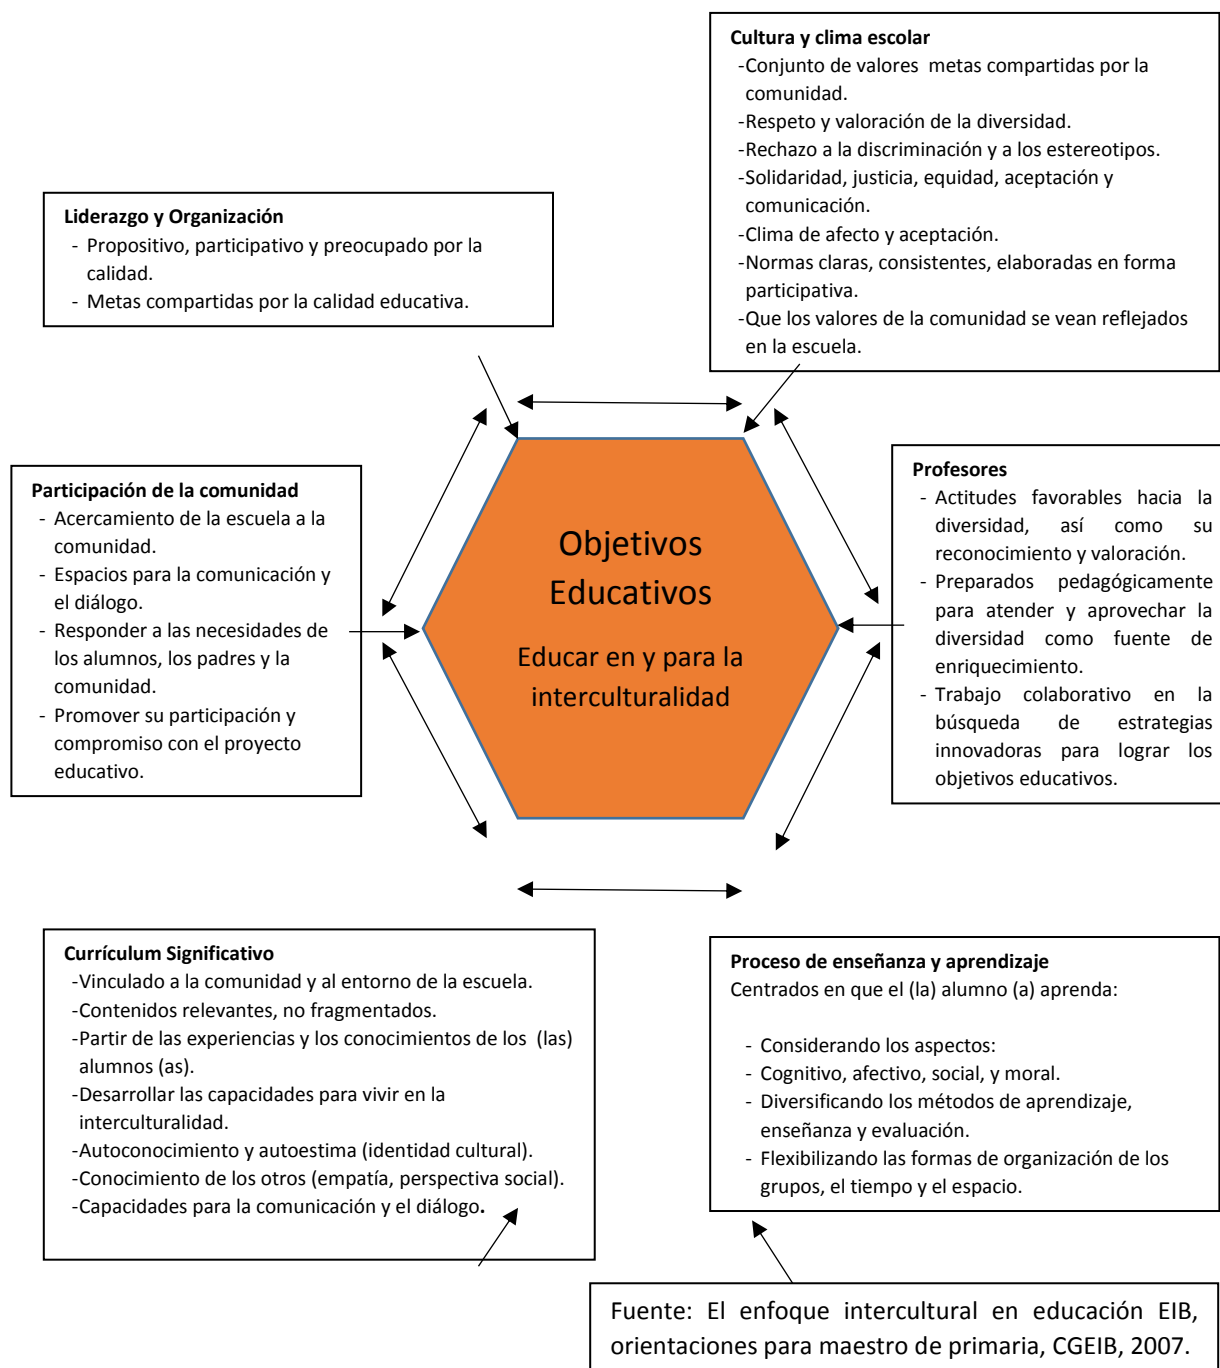 Cultura y clima escolar
-Conjunto de valores  metas compartidas por la
comunidad.
-Respeto y valoración de la diversidad.
-Rechazo a la discriminación y a los estereotipos.
-Solidaridad, justicia, equidad, aceptación y
comunicación.
-Clima de afecto y aceptación.
-Normas claras, consistentes, elaboradas en forma
participativa.
-Que los valores de la comunidad se vean reflejados
en la escuela.
Liderazgo y Organización
- Propositivo, participativo y preocupado por la
calidad.
- Metas compartidas por la calidad educativa.
Participación de la comunidad
- Acercamiento de la escuela a la
comunidad.
- Espacios para la comunicación y
el diálogo.
- Responder a las necesidades de
los alumnos, los padres y la
comunidad.
- Promover su participación y
compromiso con el proyecto
educativo.
Objetivos
Educativos
Educar en y para la
interculturalidad
Profesores
- Actitudes favorables hacia la
diversidad, así como su
reconocimiento y valoración.
- Preparados pedagógicamente
para atender y aprovechar la
diversidad como fuente de
enriquecimiento.
- Trabajo colaborativo en la
búsqueda de estrategias
innovadoras para lograr los
objetivos educativos.
Currículum Significativo
-Vinculado a la comunidad y al entorno de la escuela.
-Contenidos relevantes, no fragmentados.
-Partir de las experiencias y los conocimientos de los  (las)
alumnos (as).
-Desarrollar las capacidades para vivir en la
interculturalidad.
-Autoconocimiento y autoestima (identidad cultural).
-Conocimiento de los otros (empatía, perspectiva social).
-Capacidades para la comunicación y el diálogo.
Proceso de enseñanza y aprendizaje
Centrados en que el (la) alumno (a) aprenda:
- Considerando los aspectos:
- Cognitivo, afectivo, social, y moral.
- Diversificando los métodos de aprendizaje,
enseñanza y evaluación.
- Flexibilizando las formas de organización de los
grupos, el tiempo y el espacio.
Fuente: El enfoque intercultural en educación EIB,
orientaciones para maestro de primaria, CGEIB, 2007.